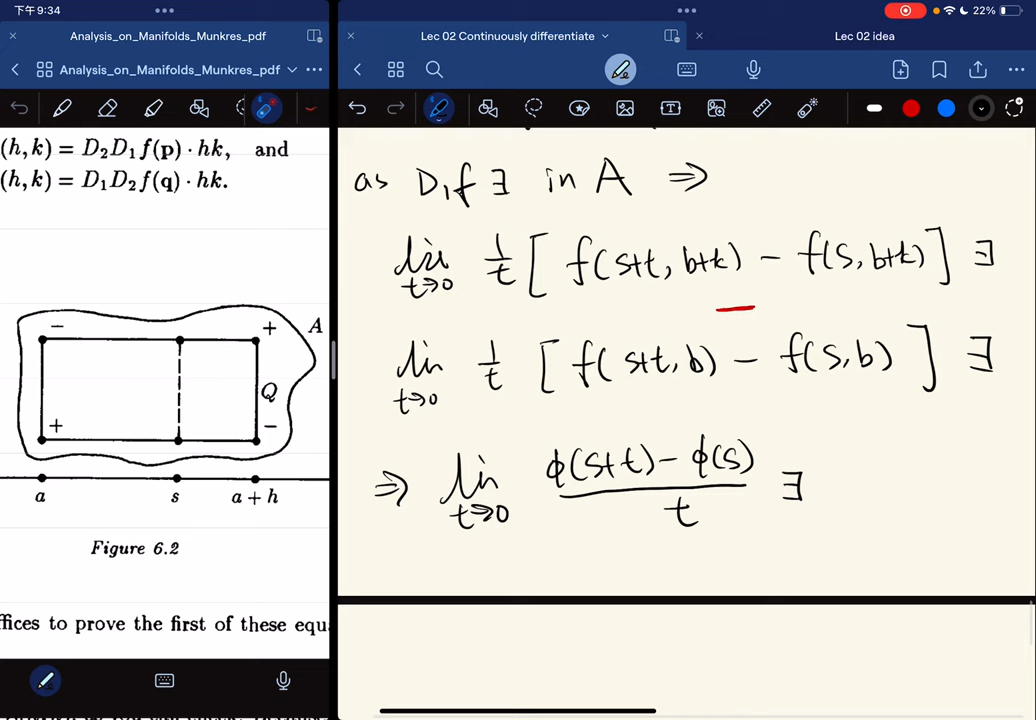 下午9:34
22%
Analysis_on_Manifolds_Munkres_pdf
Lec 02 Continuously differentiate
Lec 02 idea
Analysis_on_Manifolds_Munkres_pdf
(h, k) = D₂D₁f(p) · hk, and
(h, k) = D₁D₂f(q) · hk.
− + A
Q
+ −
a s a + h
Figure 6.2
ffices to prove the first of these equ
as D₁f ∃ in A ⇒
lim t→0 1/t [ f(s+t, b+k) − f(s, b+k) ] ∃
lim t→0 1/t [ f(s+t, b) − f(s, b) ] ∃
⇒ lim t→0 (ϕ(s+t) − ϕ(s)) / t ∃